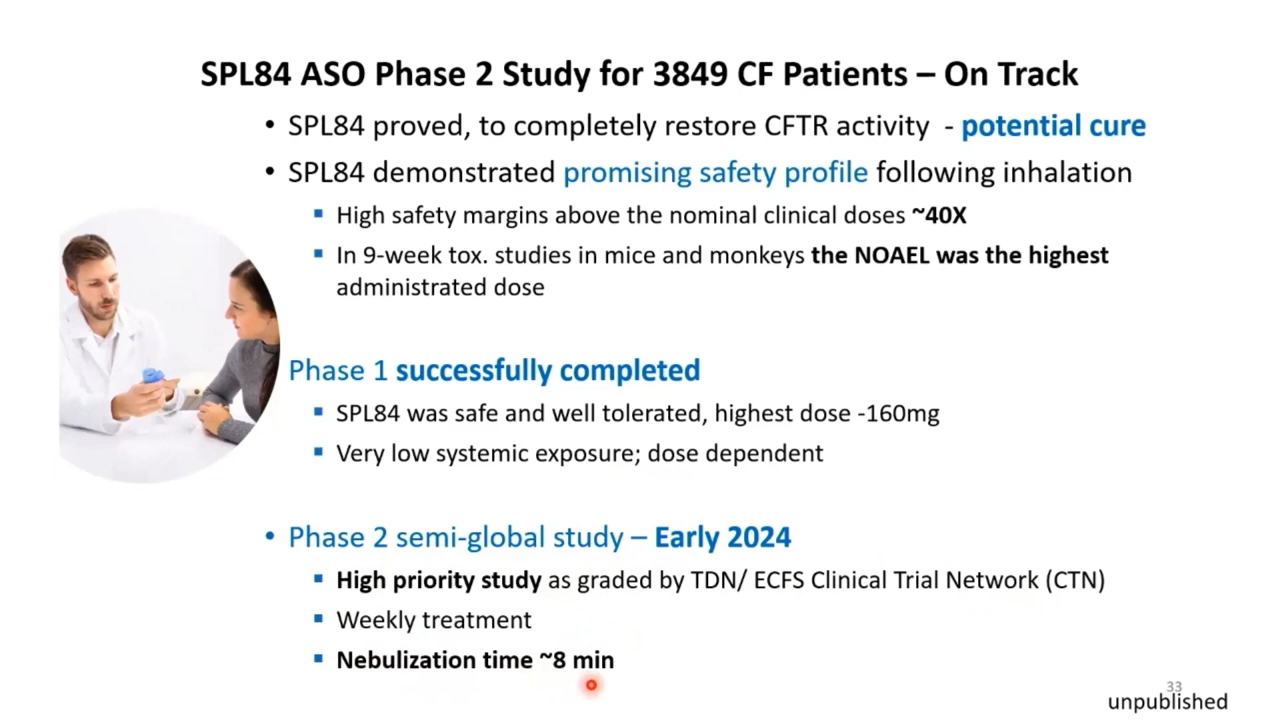 SPL84 ASO Phase 2 Study for 3849 CF Patients – On Track
• SPL84 proved, to completely restore CFTR activity - potential cure
• SPL84 demonstrated promising safety profile following inhalation
▪ High safety margins above the nominal clinical doses ~40X
▪ In 9-week tox. studies in mice and monkeys the NOAEL was the highest
administrated dose
Phase 1 successfully completed
▪ SPL84 was safe and well tolerated, highest dose -160mg
▪ Very low systemic exposure; dose dependent
• Phase 2 semi-global study – Early 2024
▪ High priority study as graded by TDN/ ECFS Clinical Trial Network (CTN)
▪ Weekly treatment
▪ Nebulization time ~8 min
33
unpublished